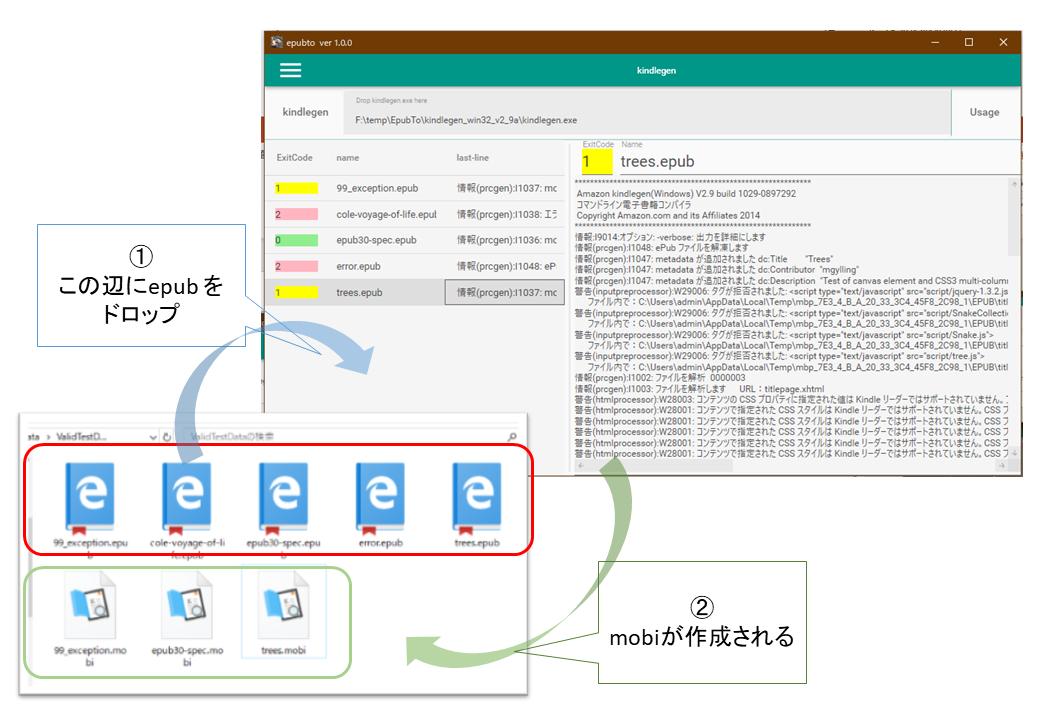 epubto ver 1.0.0
kindlegen
kindlegen
Drop kindlegen.exe here
F:\temp\EpubTo\kindlegen_win32_v2_9a\kindlegen.exe
Usage
ExitCode name last-line
1 99_exception.epub 情報(prcgen):I1037: mc
2 cole-voyage-of-life.epul 情報(prcgen):I1038: エラ
0 epub30-spec.epub 情報(prcgen):I1036: mc
2 error.epub 情報(prcgen):I1048: eP
1 trees.epub 情報(prcgen):I1037: mc
ExitCode Name
1 trees.epub
Amazon kindlegen(Windows) V2.9 build 1029-0897292
コマンドライン電子書籍コンパイラ
Copyright Amazon.com and its Affiliates 2014
情報:I9014:オプション: -verbose: 出力を詳細にします
情報(prcgen):I1048: ePub ファイルを解凍します
情報(prcgen):I1047: metadata が追加されました dc:Title "Trees"
情報(prcgen):I1047: metadata が追加されました dc:Contributor "mgylling"
情報(prcgen):I1047: metadata が追加されました dc:Description "Test of canvas element and CSS3 multi-column
警告(inputpreprocessor):W29006: タグが拒否されました: <script type="text/javascript" src="script/jquery-1.3.2.js
ファイル内で: C:\Users\admin\AppData\Local\Temp\mbp_7E3_4_B_A_20_33_3C4_45F8_2C98_1\EPUB\titl
警告(inputpreprocessor):W29006: タグが拒否されました: <script type="text/javascript" src="script/SnakeCollectio
ファイル内で: C:\Users\admin\AppData\Local\Temp\mbp_7E3_4_B_A_20_33_3C4_45F8_2C98_1\EPUB\titl
警告(inputpreprocessor):W29006: タグが拒否されました: <script type="text/javascript" src="script/Snake.js">
ファイル内で: C:\Users\admin\AppData\Local\Temp\mbp_7E3_4_B_A_20_33_3C4_45F8_2C98_1\EPUB\titl
警告(inputpreprocessor):W29006: タグが拒否されました: <script type="text/javascript" src="script/tree.js">
ファイル内で: C:\Users\admin\AppData\Local\Temp\mbp_7E3_4_B_A_20_33_3C4_45F8_2C98_1\EPUB\titl
情報(prcgen):I1002: ファイルを解析 0000003
情報(prcgen):I1003: ファイルを解析します URL: titlepage.xhtml
警告(htmlprocessor):W28003: コンテンツの CSS プロパティに指定された値は Kindle リーダーではサポートされていません。
警告(htmlprocessor):W28001: コンテンツで指定された CSS スタイルは Kindle リーダーではサポートされていません。CSS フ
警告(htmlprocessor):W28001: コンテンツで指定された CSS スタイルは Kindle リーダーではサポートされていません。CSS フ
警告(htmlprocessor):W28001: コンテンツで指定された CSS スタイルは Kindle リーダーではサポートされていません。CSS フ
警告(htmlprocessor):W28001: コンテンツで指定された CSS スタイルは Kindle リーダーではサポートされていません。CSS フ
警告(htmlprocessor):W28001: コンテンツで指定された CSS スタイルは Kindle リーダーではサポートされていません。CSS フ
①
この辺にepubを
ドロップ
ata › ValidTestD...
ValidTestDataの検索
99_exception.epu
b
cole-voyage-of-li
fe.epub
epub30-spec.epu
b
error.epub
trees.epub
99_exception.mo
bi
epub30-spec.mo
bi
trees.mobi
②
mobiが作成される